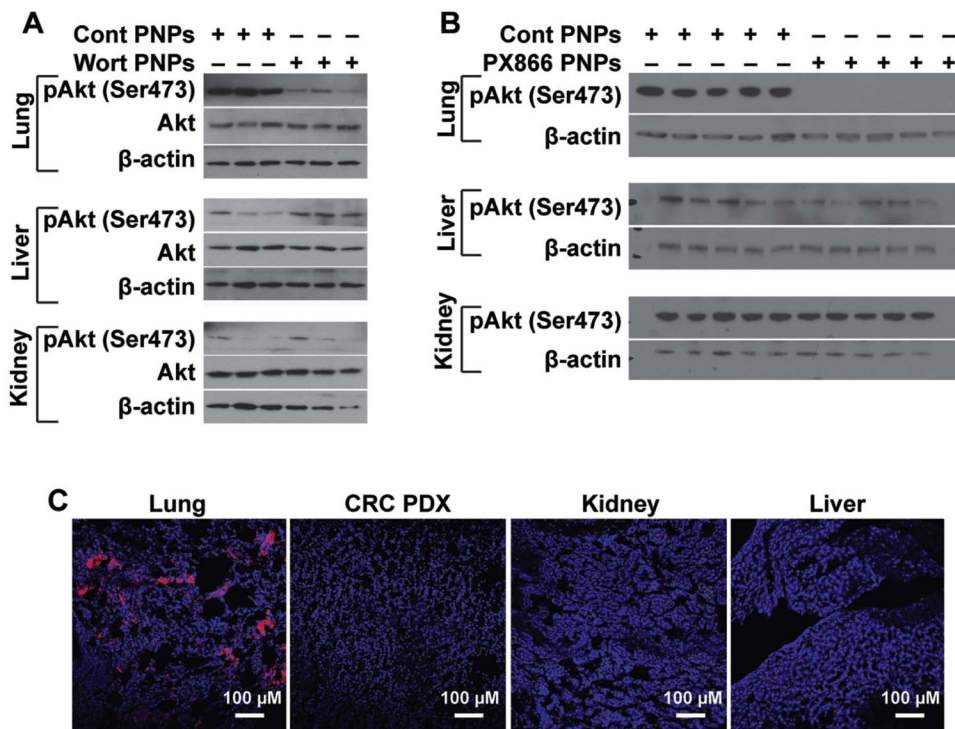 A
Cont PNPs + + + – – –
Wort PNPs – – – + + +
Lung
pAkt (Ser473)
Akt
β-actin
Liver
pAkt (Ser473)
Akt
β-actin
Kidney
pAkt (Ser473)
Akt
β-actin
B
Cont PNPs + + + + + – – – – –
PX866 PNPs – – – – – + + + + +
Lung
pAkt (Ser473)
β-actin
Liver
pAkt (Ser473)
β-actin
Kidney
pAkt (Ser473)
β-actin
C
Lung CRC PDX Kidney Liver
100 µM 100 µM 100 µM 100 µM